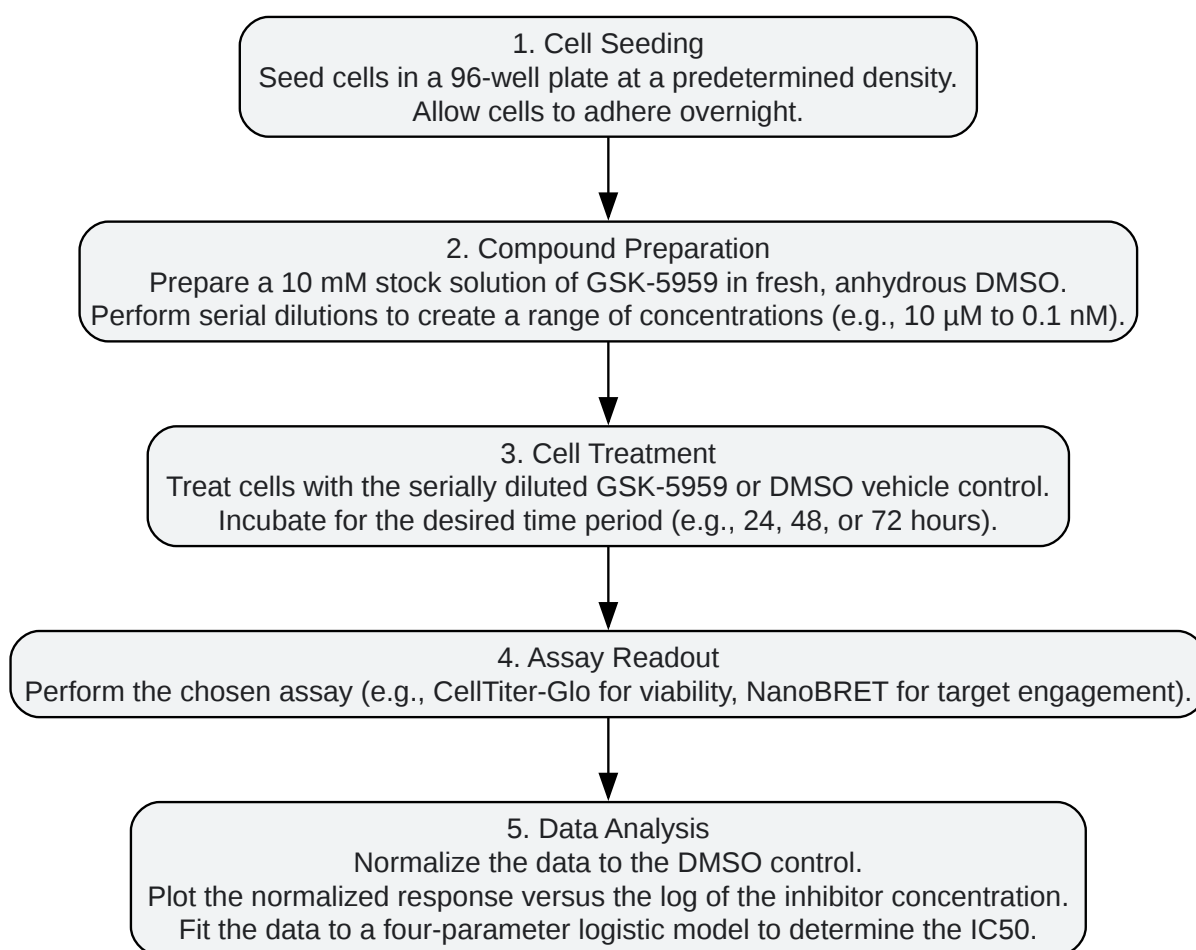 1. Cell Seeding
Seed cells in a 96-well plate at a predetermined density.
Allow cells to adhere overnight.
2. Compound Preparation
Prepare a 10 mM stock solution of GSK-5959 in fresh, anhydrous DMSO.
Perform serial dilutions to create a range of concentrations (e.g., 10 µM to 0.1 nM).
3. Cell Treatment
Treat cells with the serially diluted GSK-5959 or DMSO vehicle control.
Incubate for the desired time period (e.g., 24, 48, or 72 hours).
4. Assay Readout
Perform the chosen assay (e.g., CellTiter-Glo for viability, NanoBRET for target engagement).
5. Data Analysis
Normalize the data to the DMSO control.
Plot the normalized response versus the log of the inhibitor concentration.
Fit the data to a four-parameter logistic model to determine the IC50.